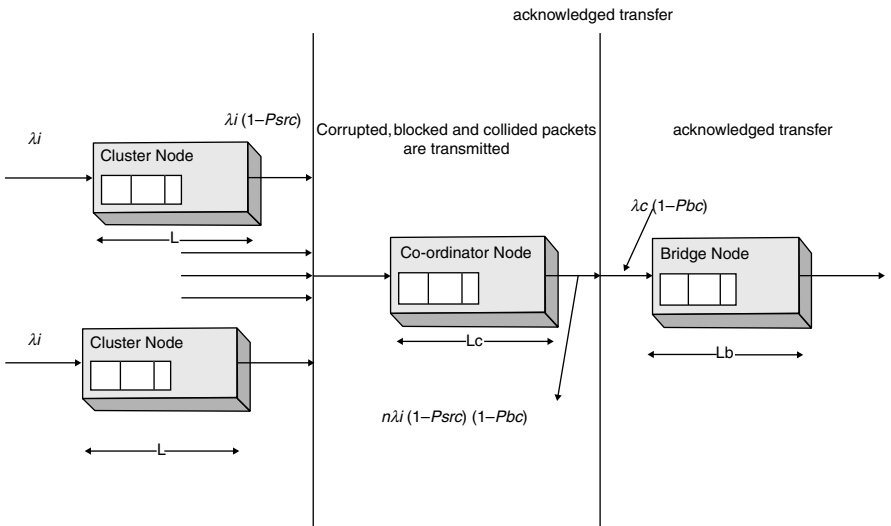 acknowledged transfer
λi (1–Psrc)
Corrupted, blocked and collided packets
are transmitted
acknowledged transfer
λi
Cluster Node
L
λc (1–Pbc)
Co-ordinator Node
Bridge Node
λi
Cluster Node
Lc
Lb
nλi (1–Psrc) (1–Pbc)
L